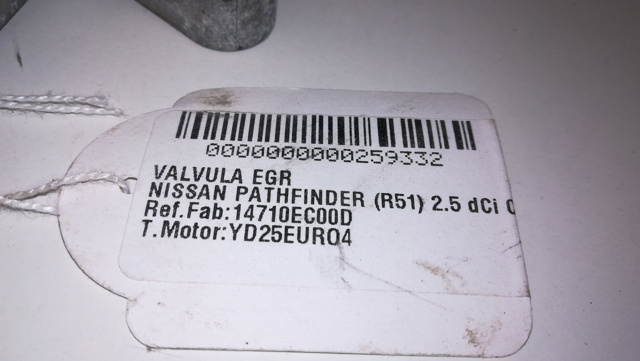 0000000000259332
VALVULA EGR
NISSAN PATHFINDER (R51) 2.5 dCi
Ref.Fab:14710EC00D
T.Motor:YD25EURO4